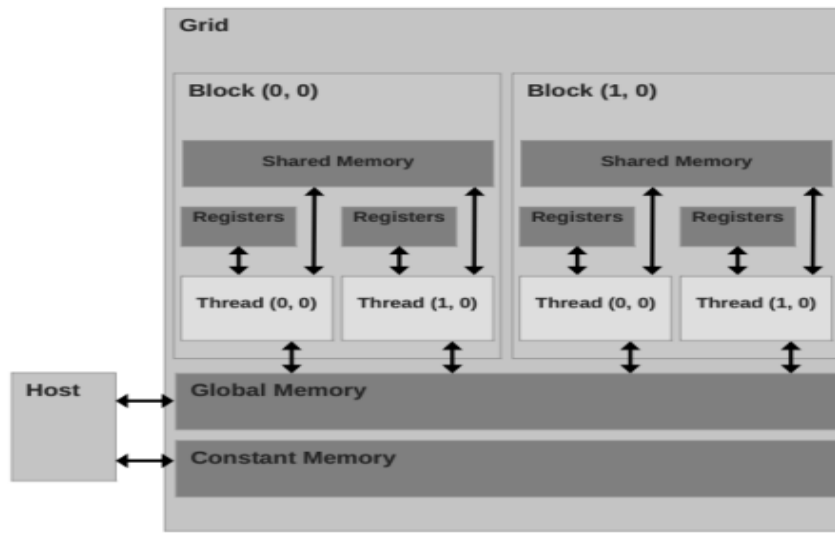 Grid
Block (0, 0)
Block (1, 0)
Shared Memory
Shared Memory
Registers
Registers
Registers
Registers
Thread (0, 0)
Thread (1, 0)
Thread (0, 0)
Thread (1, 0)
Host
Global Memory
Constant Memory